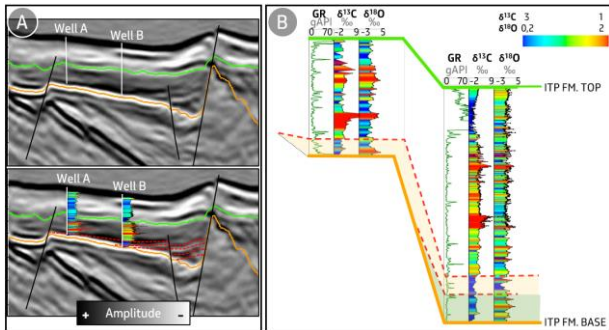 A
Well A
Well B
Well A
Well B
+ Amplitude -
B
GR δ¹³C δ¹⁸O
gAPI ‰ ‰
0 70 -2 9 -3 5
δ¹³C 3 1
δ¹⁸O 0,2 2
GR δ¹³C δ¹⁸O
gAPI ‰ ‰
0 70 -2 9 -3 5
ITP FM. TOP
ITP FM. BASE